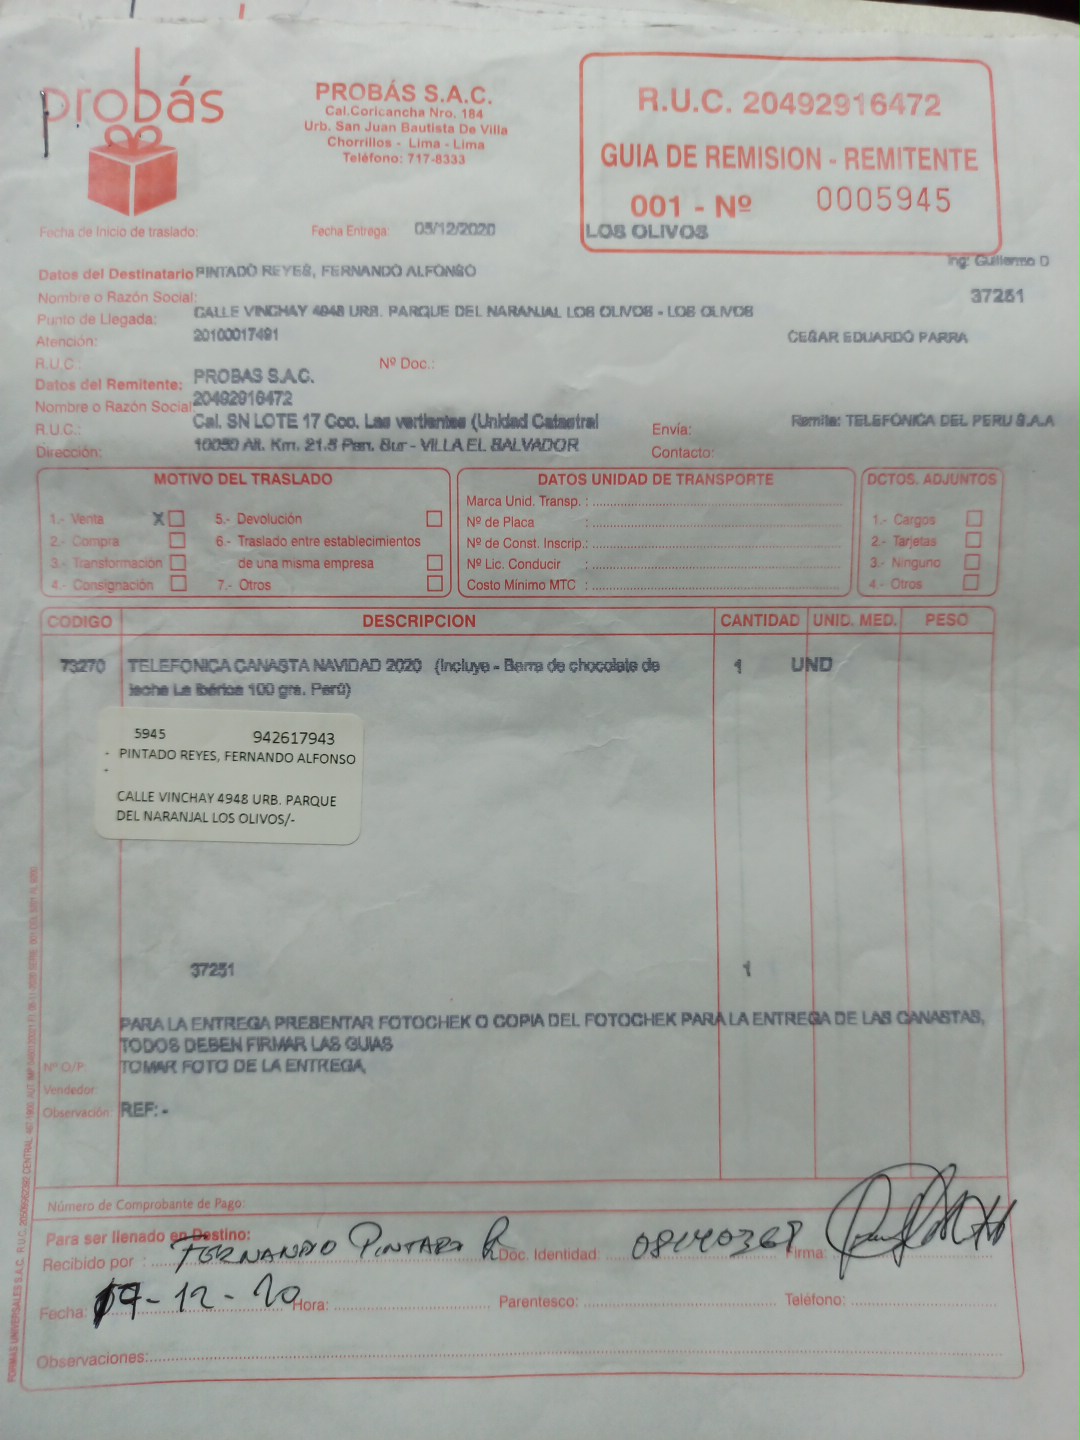 probás
PROBÁS S.A.C.
Cal.Coricancha Nro. 184
Urb. San Juan Bautista De Villa
Chorrillos - Lima - Lima
Teléfono: 717-8333
R.U.C. 20492916472
GUIA DE REMISION - REMITENTE
001 - Nº 0005945
LOS OLIVOS
Fecha de Inicio de traslado:
Fecha Entrega: 05/12/2020
Ing: Guillermo D
37251
Datos del Destinatario PINTADO REYES, FERNANDO ALFONSO
Nombre o Razón Social:
Punto de Llegada: CALLE VINCHAY 4948 URB. PARQUE DEL NARANJAL LOS OLIVOS - LOS OLIVOS
Atención: 20100017491
CESAR EDUARDO PARRA
R.U.C.: Nº Doc.:
Datos del Remitente: PROBAS S.A.C.
Nombre o Razón Social: 20492916472
R.U.C.: Cal. SN LOTE 17 Coo. Las vertientes (Unidad Catastral
Envía: Remite: TELEFONICA DEL PERU S.A.A
Dirección: 10050 Alt. Km. 21.5 Pan. Sur - VILLA EL SALVADOR
Contacto:
MOTIVO DEL TRASLADO
1.- Venta X
2.- Compra
3.- Transformación
4.- Consignación
5.- Devolución
6.- Traslado entre establecimientos
de una misma empresa
7.- Otros
DATOS UNIDAD DE TRANSPORTE
Marca Unid. Transp. :
Nº de Placa :
Nº de Const. Inscrip.:
Nº Lic. Conducir :
Costo Mínimo MTC :
DCTOS. ADJUNTOS
1.- Cargos
2.- Tarjetas
3.- Ninguno
4.- Otros
CODIGO DESCRIPCION CANTIDAD UNID. MED. PESO
73270 TELEFONICA CANASTA NAVIDAD 2020 (Incluye - Barra de chocolate de 1 UND
leche La Ibérica 100 grs. Perú)
5945 942617943
- PINTADO REYES, FERNANDO ALFONSO
-
CALLE VINCHAY 4948 URB. PARQUE
DEL NARANJAL LOS OLIVOS/-
37251 1
PARA LA ENTREGA PRESENTAR FOTOCHEK O COPIA DEL FOTOCHEK PARA LA ENTREGA DE LAS CANASTAS,
TODOS DEBEN FIRMAR LAS GUIAS
Nº O/P: TOMAR FOTO DE LA ENTREGA,
Vendedor:
Observación: REF: -
Número de Comprobante de Pago:
Para ser llenado en Destino:
Recibido por : FERNANDO PINTADO R Doc. Identidad: 08440368 Firma:
Fecha: 09-12-20 Hora: Parentesco: Teléfono:
Observaciones: